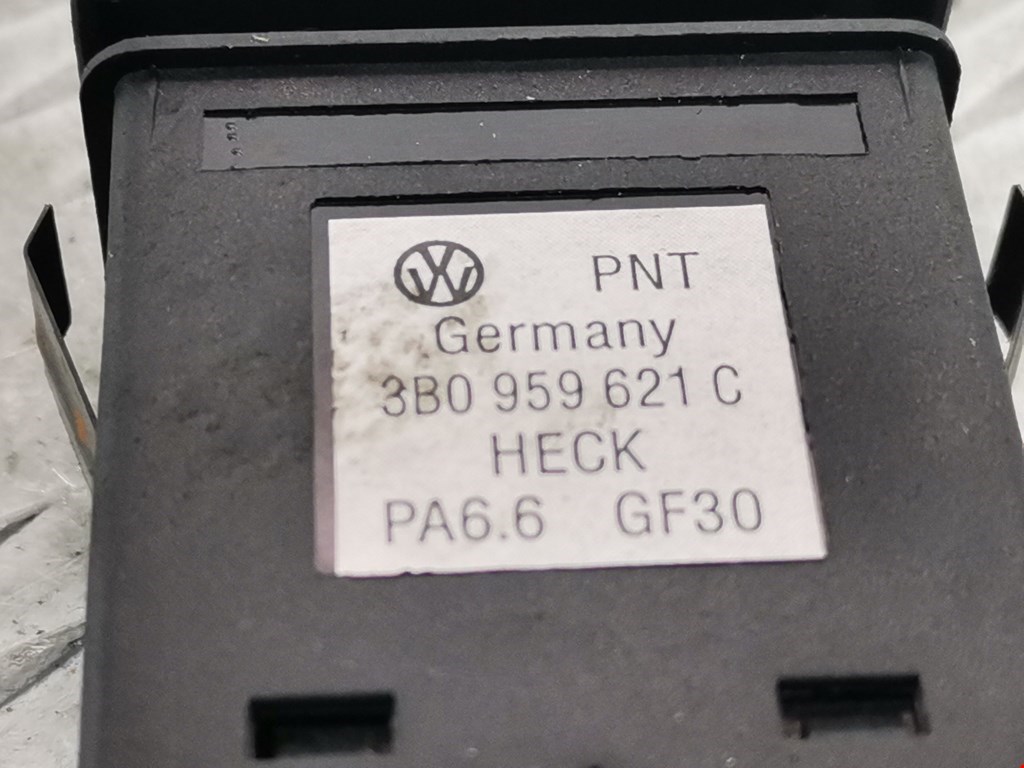 PNT
Germany
3B0 959 621 C
HECK
PA6.6 GF30